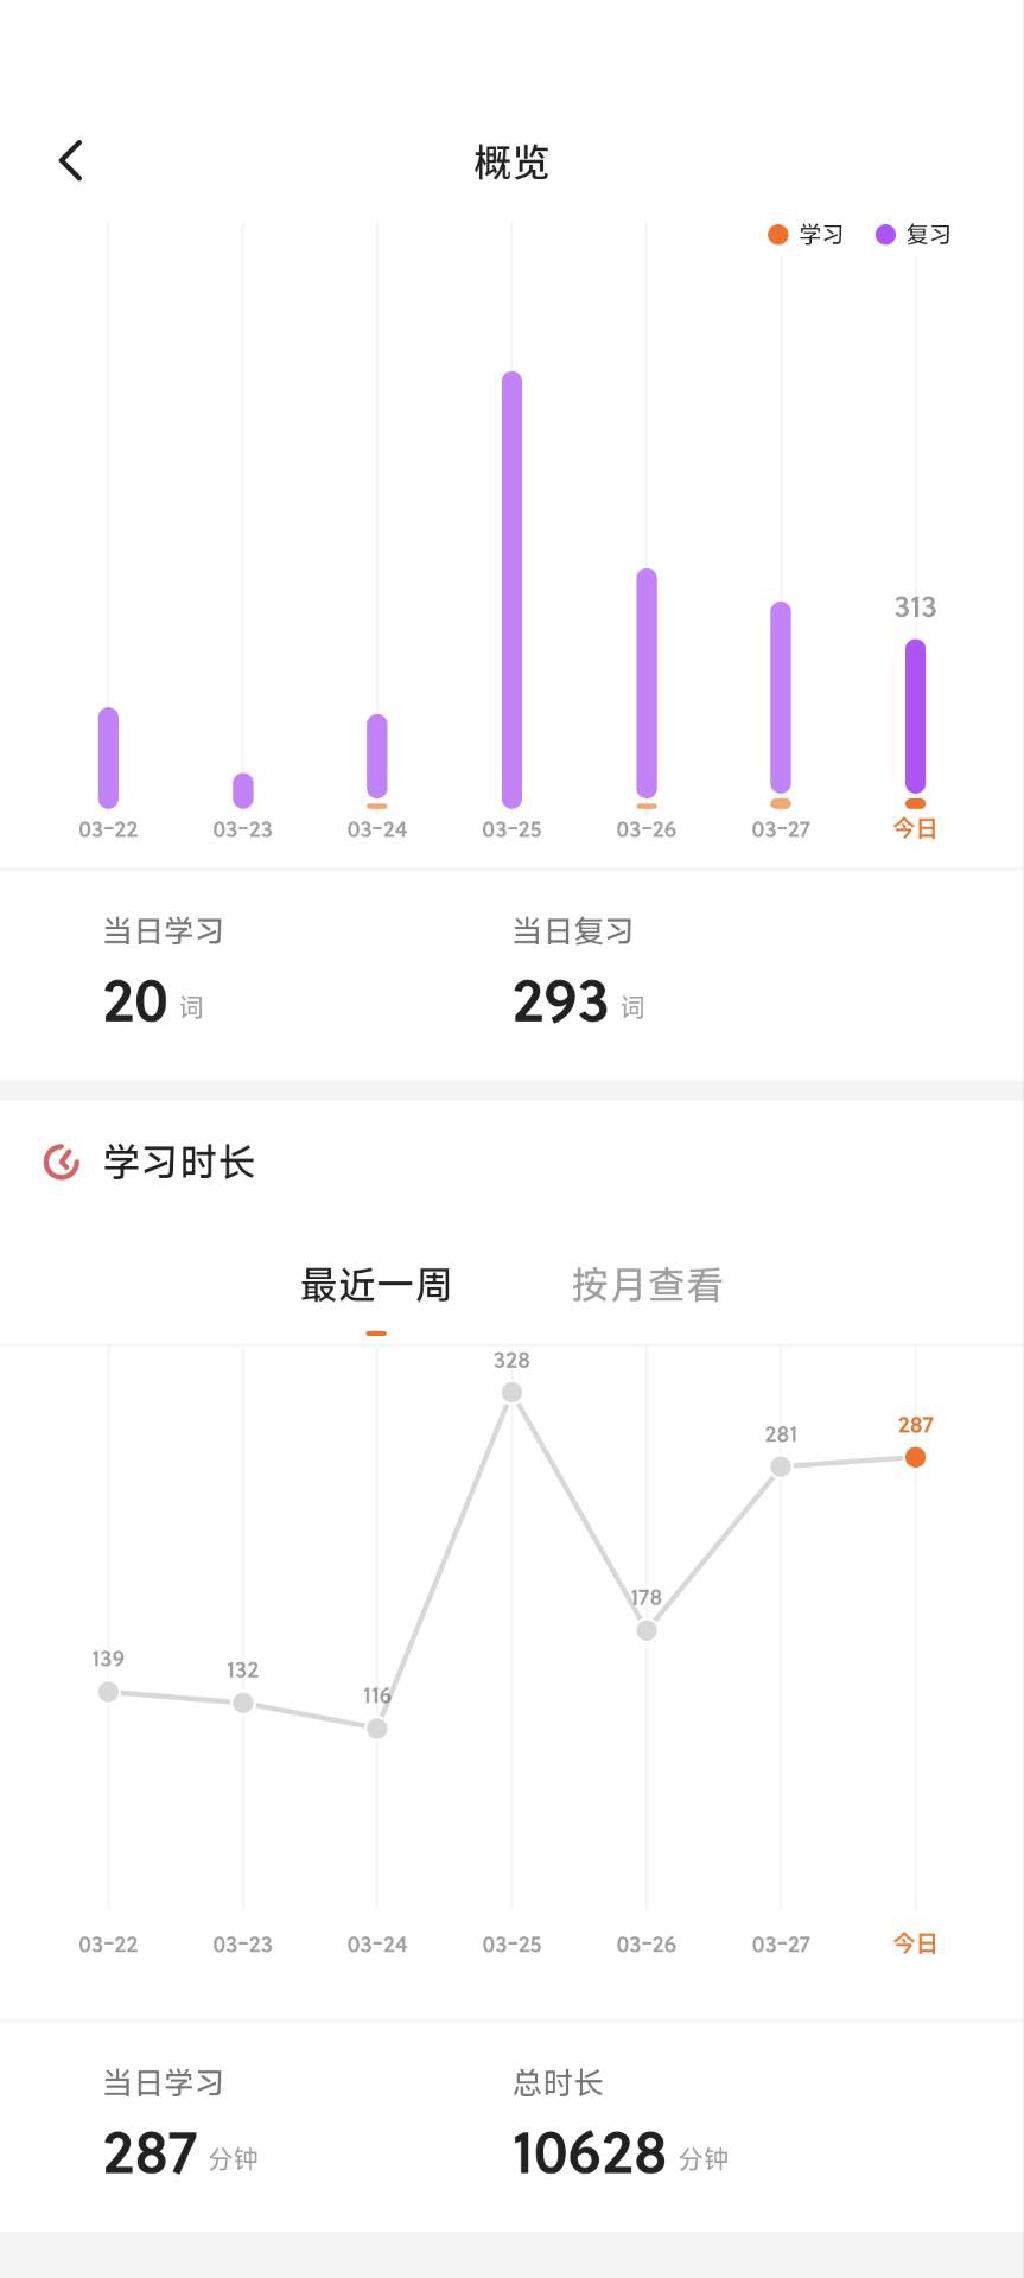 概览
学习 复习
313
03-22 03-23 03-24 03-25 03-26 03-27 今日
当日学习 当日复习
20 词 293 词
学习时长
最近一周 按月查看
328
287
281
178
139
132
116
03-22 03-23 03-24 03-25 03-26 03-27 今日
当日学习 总时长
287 分钟 10628 分钟